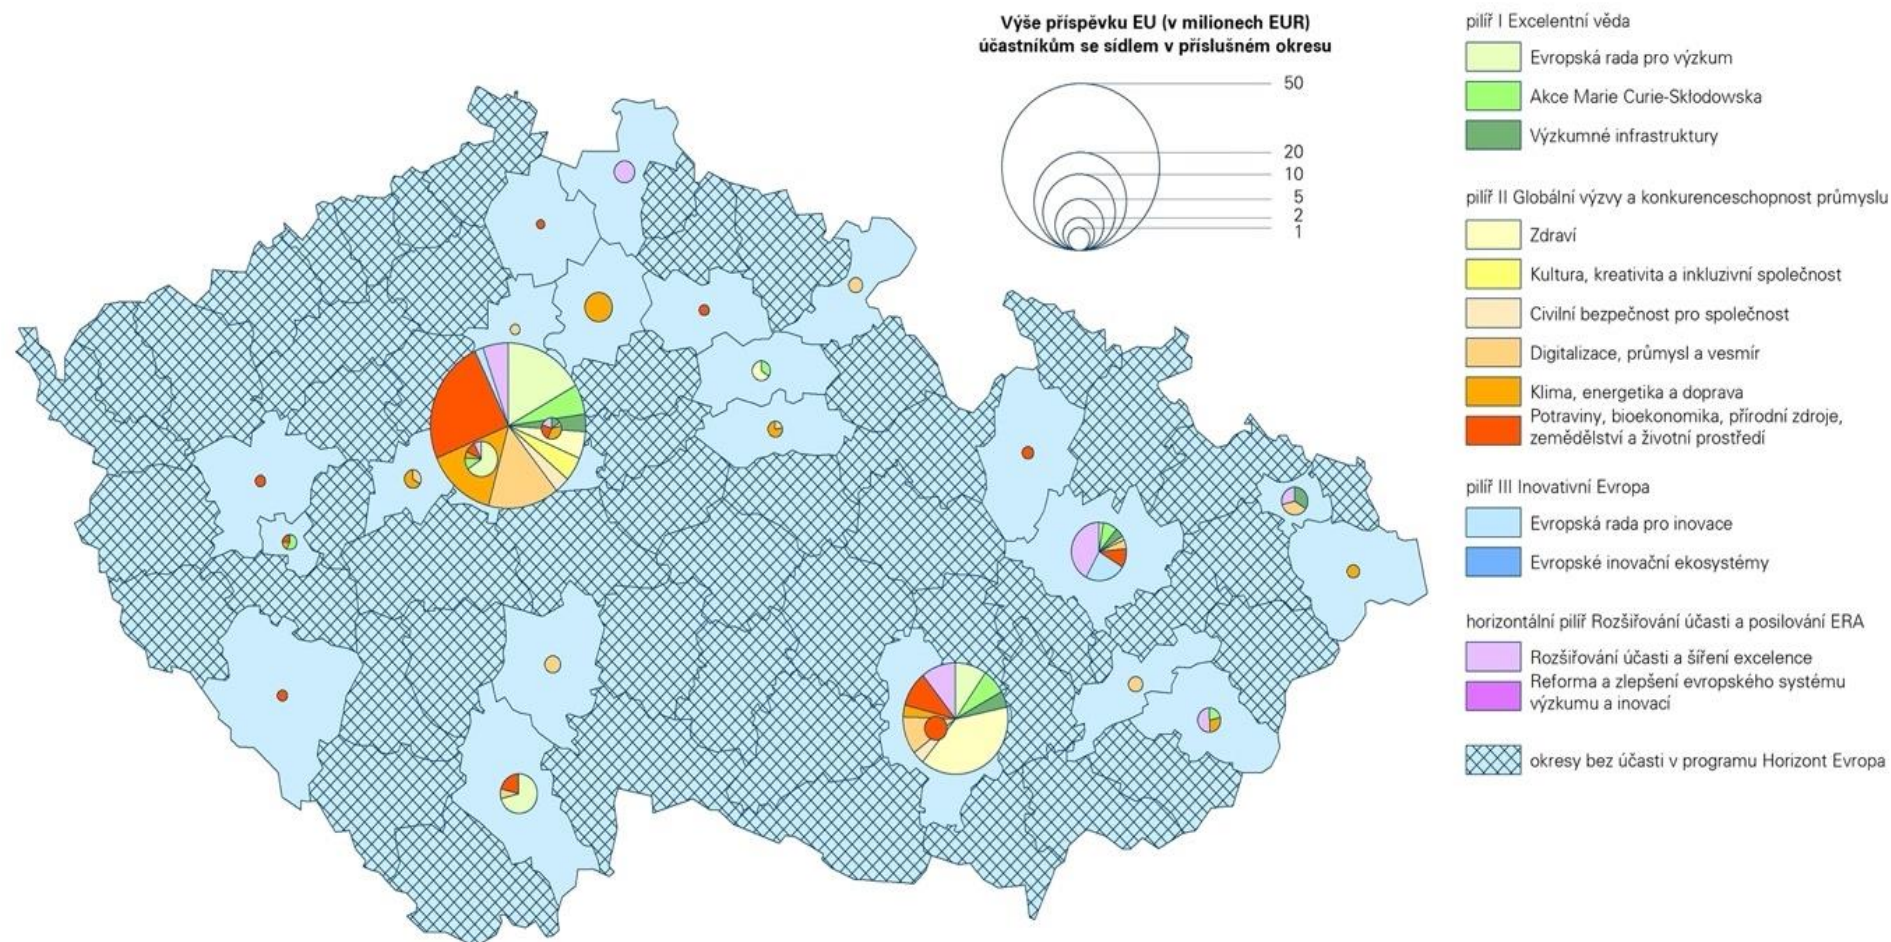 Výše příspěvku EU (v milionech EUR)
účastníkům se sídlem v příslušném okresu
50
20
10
5
2
1
pilíř I Excelentní věda
Evropská rada pro výzkum
Akce Marie Curie-Skłodowska
Výzkumné infrastruktury
pilíř II Globální výzvy a konkurenceschopnost průmyslu
Zdraví
Kultura, kreativita a inkluzivní společnost
Civilní bezpečnost pro společnost
Digitalizace, průmysl a vesmír
Klima, energetika a doprava
Potraviny, bioekonomika, přírodní zdroje,
zemědělství a životní prostředí
pilíř III Inovativní Evropa
Evropská rada pro inovace
Evropské inovační ekosystémy
horizontální pilíř Rozšiřování účasti a posilování ERA
Rozšiřování účasti a šíření excelence
Reforma a zlepšení evropského systému
výzkumu a inovací
okresy bez účasti v programu Horizont Evropa